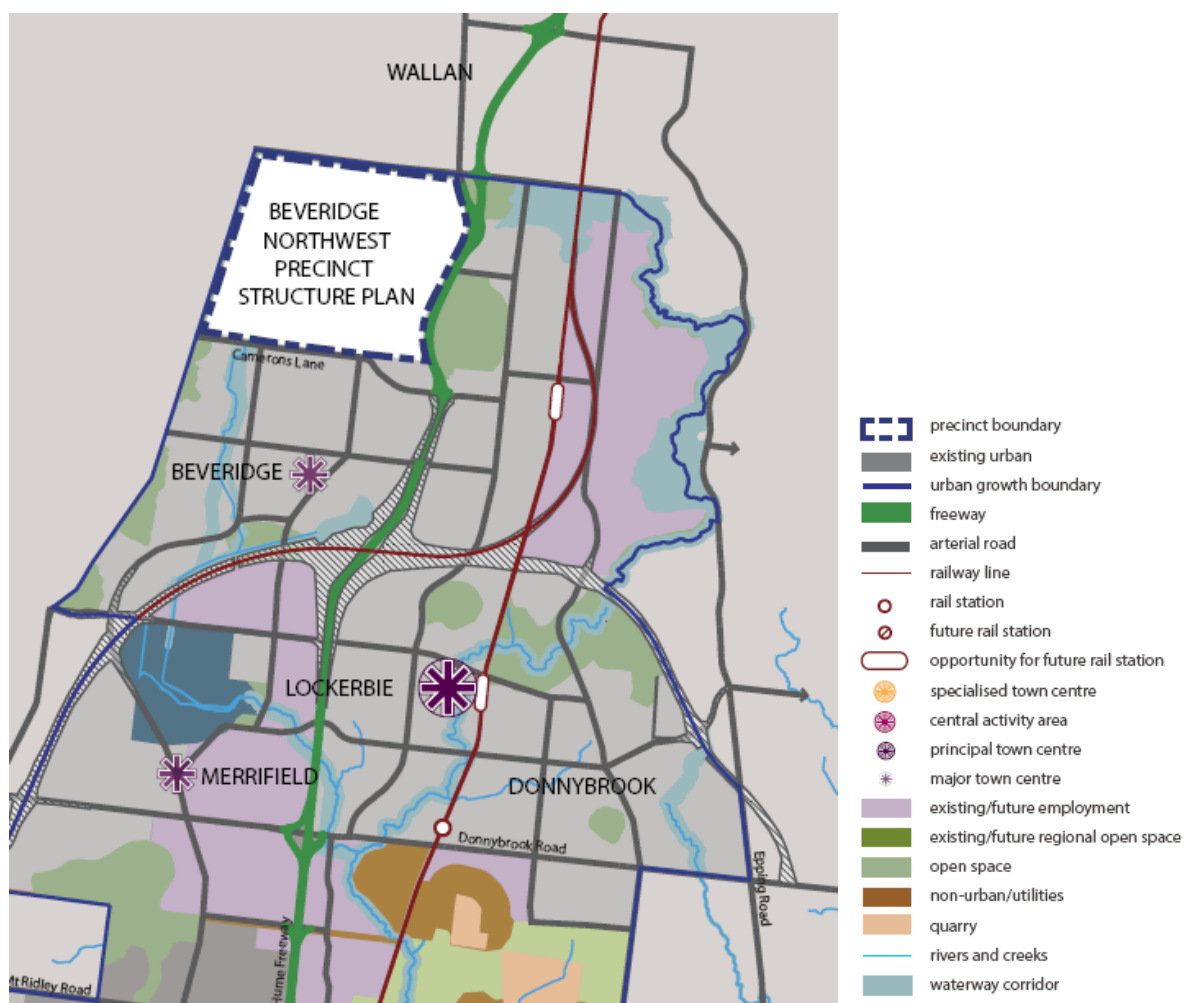 WALLAN
BEVERIDGE
NORTHWEST
PRECINCT
STRUCTURE PLAN
Camerons Lane
BEVERIDGE
LOCKERBIE
MERRIFIELD
DONNYBROOK
Donnybrook Road
Epping Road
Hume Freeway
Mt Ridley Road
precinct boundary
existing urban
urban growth boundary
freeway
arterial road
railway line
rail station
future rail station
opportunity for future rail station
specialised town centre
central activity area
principal town centre
major town centre
existing/future employment
existing/future regional open space
open space
non-urban/utilities
quarry
rivers and creeks
waterway corridor